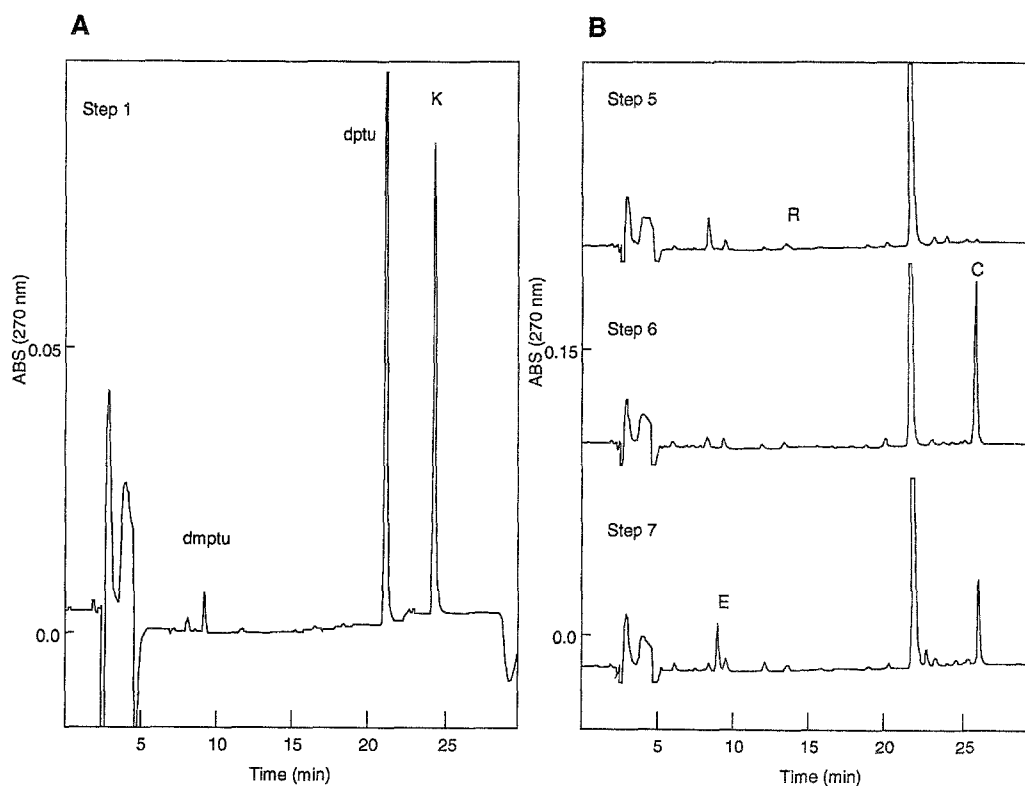 A
Step 1
dptu
K
dmptu
ABS (270 nm)
0.05
0.0
5
10
15
20
25
Time (min)
B
Step 5
R
Step 6
C
Step 7
E
ABS (270 nm)
0.15
0.0
5
10
15
20
25
Time (min)